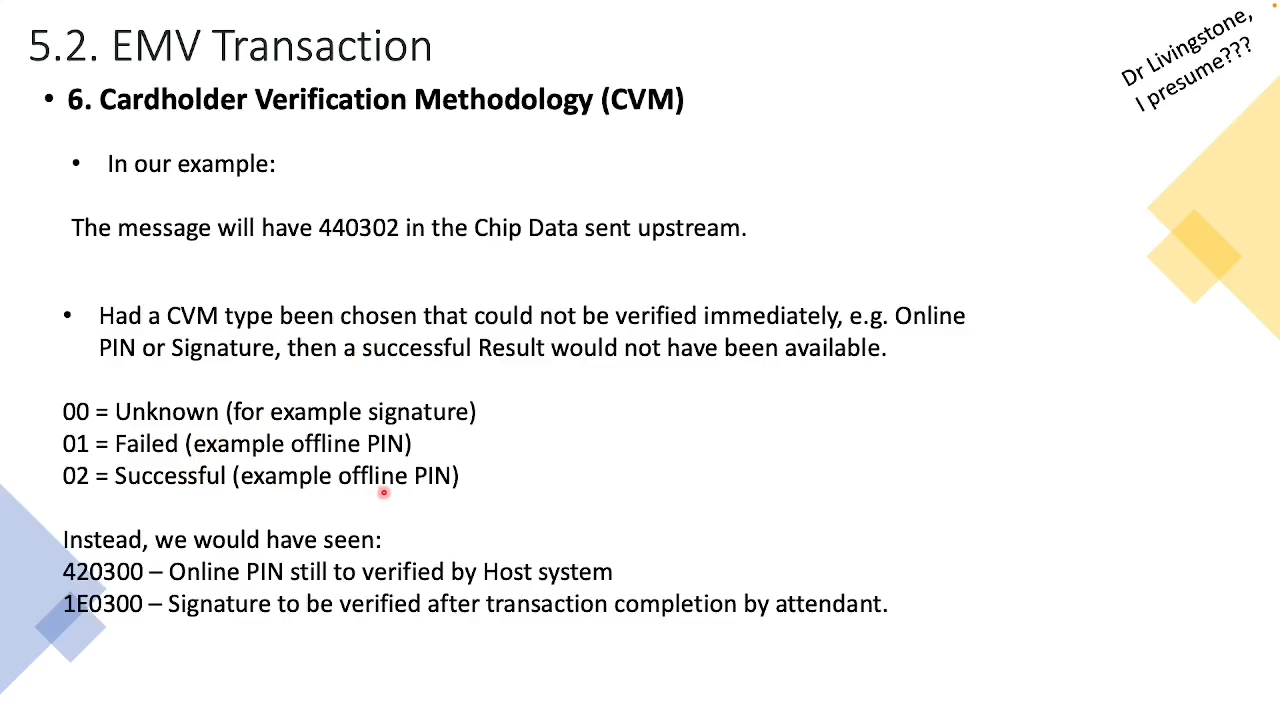 5.2. EMV Transaction
Dr Livingstone,
I presume???
• 6. Cardholder Verification Methodology (CVM)
• In our example:
The message will have 440302 in the Chip Data sent upstream.
• Had a CVM type been chosen that could not be verified immediately, e.g. Online
PIN or Signature, then a successful Result would not have been available.
00 = Unknown (for example signature)
01 = Failed (example offline PIN)
02 = Successful (example offline PIN)
Instead, we would have seen:
420300 – Online PIN still to verified by Host system
1E0300 – Signature to be verified after transaction completion by attendant.